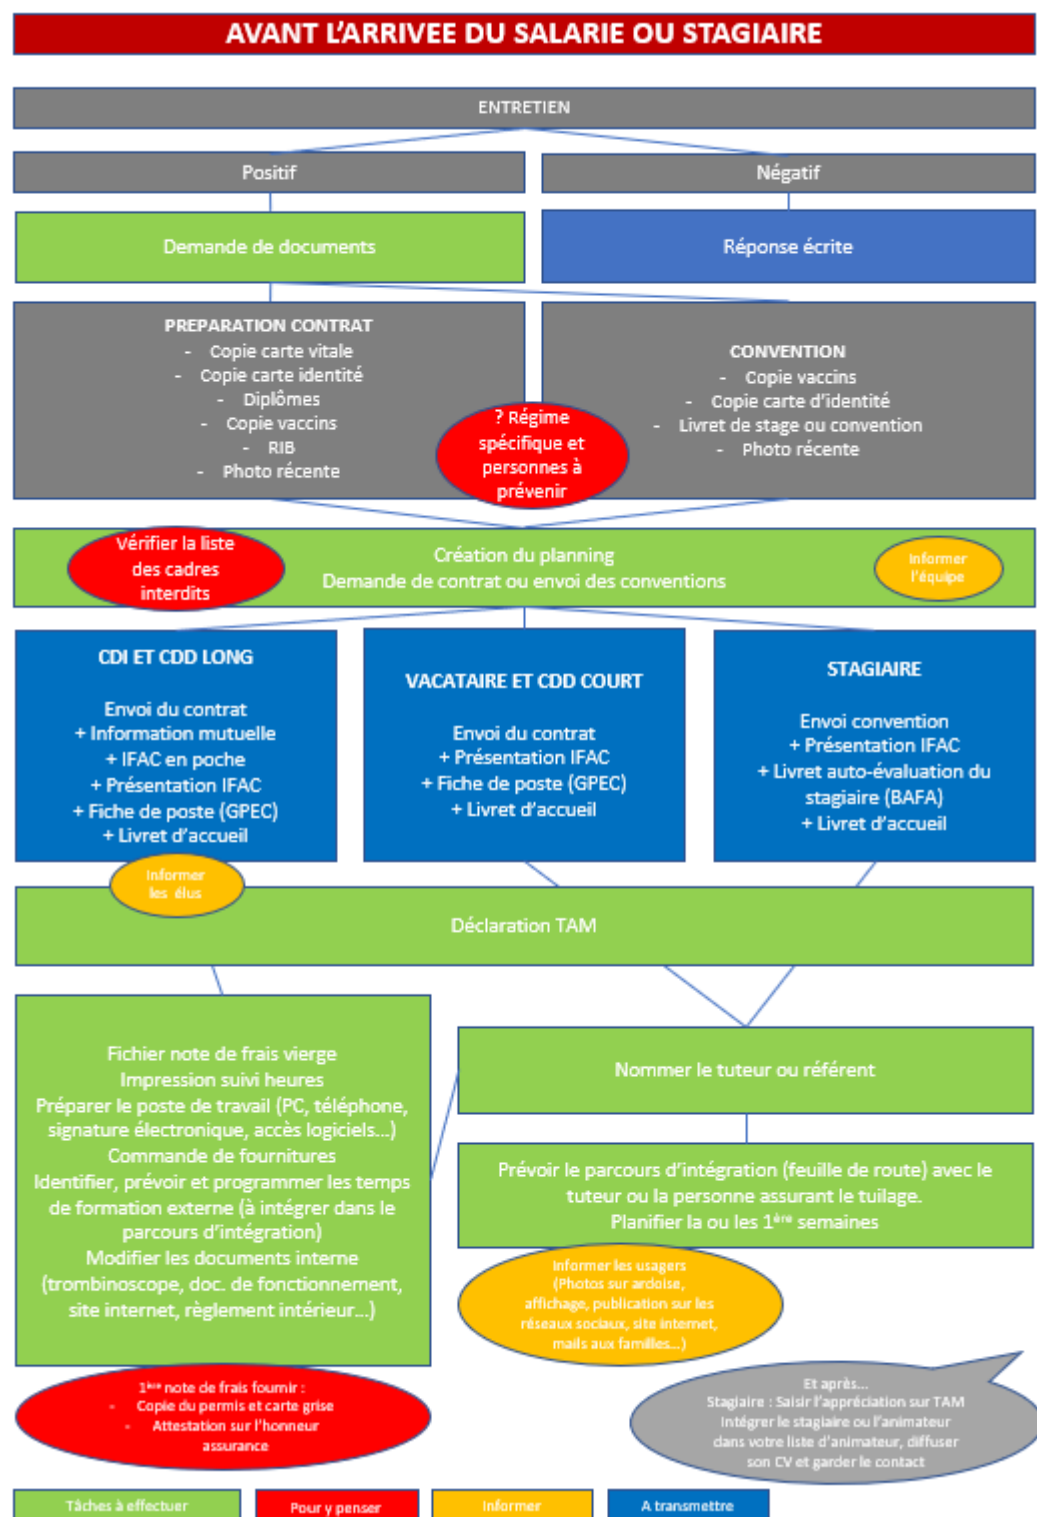 AVANT L'ARRIVEE DU SALARIE OU STAGIAIRE
ENTRETIEN
Positif
Négatif
Demande de documents
Réponse écrite
PREPARATION CONTRAT
- Copie carte vitale
- Copie carte identité
- Diplômes
- Copie vaccins
- RIB
- Photo récente
? Régime
spécifique et
personnes à
prévenir
CONVENTION
- Copie vaccins
- Copie carte d'identité
- Livret de stage ou convention
- Photo récente
Vérifier la liste
des cadres
interdits
Création du planning
Demande de contrat ou envoi des conventions
Informer
l'équipe
CDI ET CDD LONG
Envoi du contrat
+ Information mutuelle
+ IFAC en poche
+ Présentation IFAC
+ Fiche de poste (GPEC)
+ Livret d'accueil
VACATAIRE ET CDD COURT
Envoi du contrat
+ Présentation IFAC
+ Fiche de poste (GPEC)
+ Livret d'accueil
STAGIAIRE
Envoi convention
+ Présentation IFAC
+ Livret auto-évaluation du
stagiaire (BAFA)
+ Livret d'accueil
Informer
les élus
Déclaration TAM
Fichier note de frais vierge
Impression suivi heures
Préparer le poste de travail (PC, téléphone,
signature électronique, accès logiciels...)
Commande de fournitures
Identifier, prévoir et programmer les temps
de formation externe (à intégrer dans le
parcours d'intégration)
Modifier les documents interne
(trombinoscope, doc. de fonctionnement,
site internet, règlement intérieur...)
Nommer le tuteur ou référent
Prévoir le parcours d'intégration (feuille de route) avec le
tuteur ou la personne assurant le tuilage.
Planifier la ou les 1ère semaines
Informer les usagers
(Photos sur ardoise,
affichage, publication sur les
réseaux sociaux, site internet,
mails aux familles...)
1ère note de frais fournir :
- Copie du permis et carte grise
- Attestation sur l'honneur
assurance
Et après...
Stagiaire : Saisir l'appréciation sur TAM
Intégrer le stagiaire ou l'animateur
dans votre liste d'animateur, diffuser
son CV et garder le contact
Tâches à effectuer
Pour y penser
Informer
A transmettre